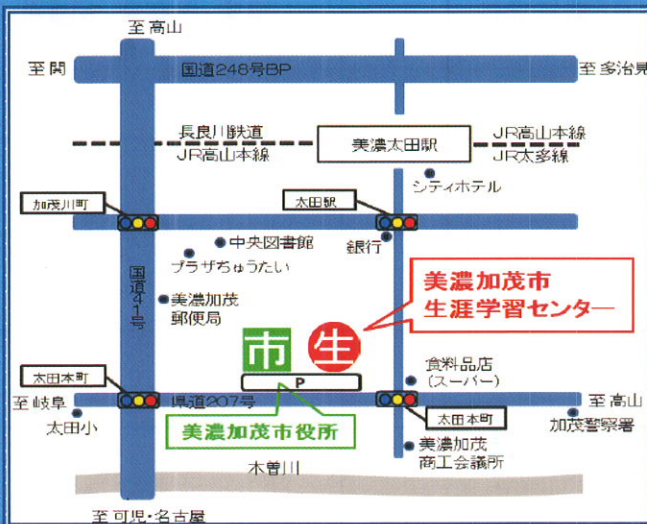 至高山
至関
国道248号BP
至多治見
長良川鉄道
JR高山本線
美濃太田駅
JR高山本線
JR太多線
シティホテル
加茂川町
太田駅
中央図書館
銀行
プラザちゅうたい
国道41号
美濃加茂
郵便局
美濃加茂市
生涯学習センター
市
生
P
食料品店
(スーパー)
太田本町
至岐阜
県道207号
至高山
太田小
美濃加茂市役所
太田本町
加茂警察署
美濃加茂
商工会議所
木曽川
至可児・名古屋